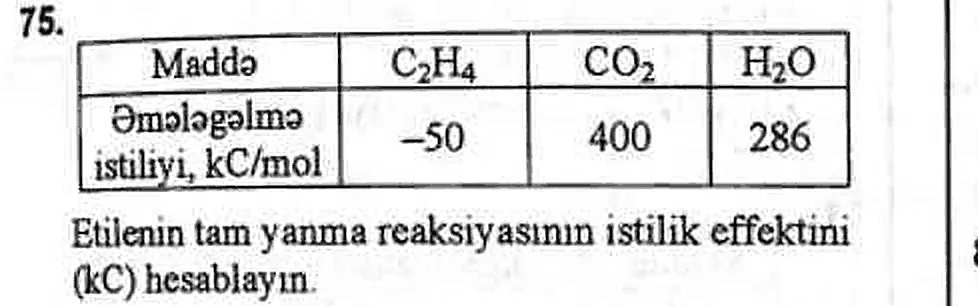 75.
Maddə C₂H₄ CO₂ H₂O
Əmələgəlmə
istiliyi, kC/mol –50 400 286
Etilenin tam yanma reaksiyasının istilik effektini
(kC) hesablayın.